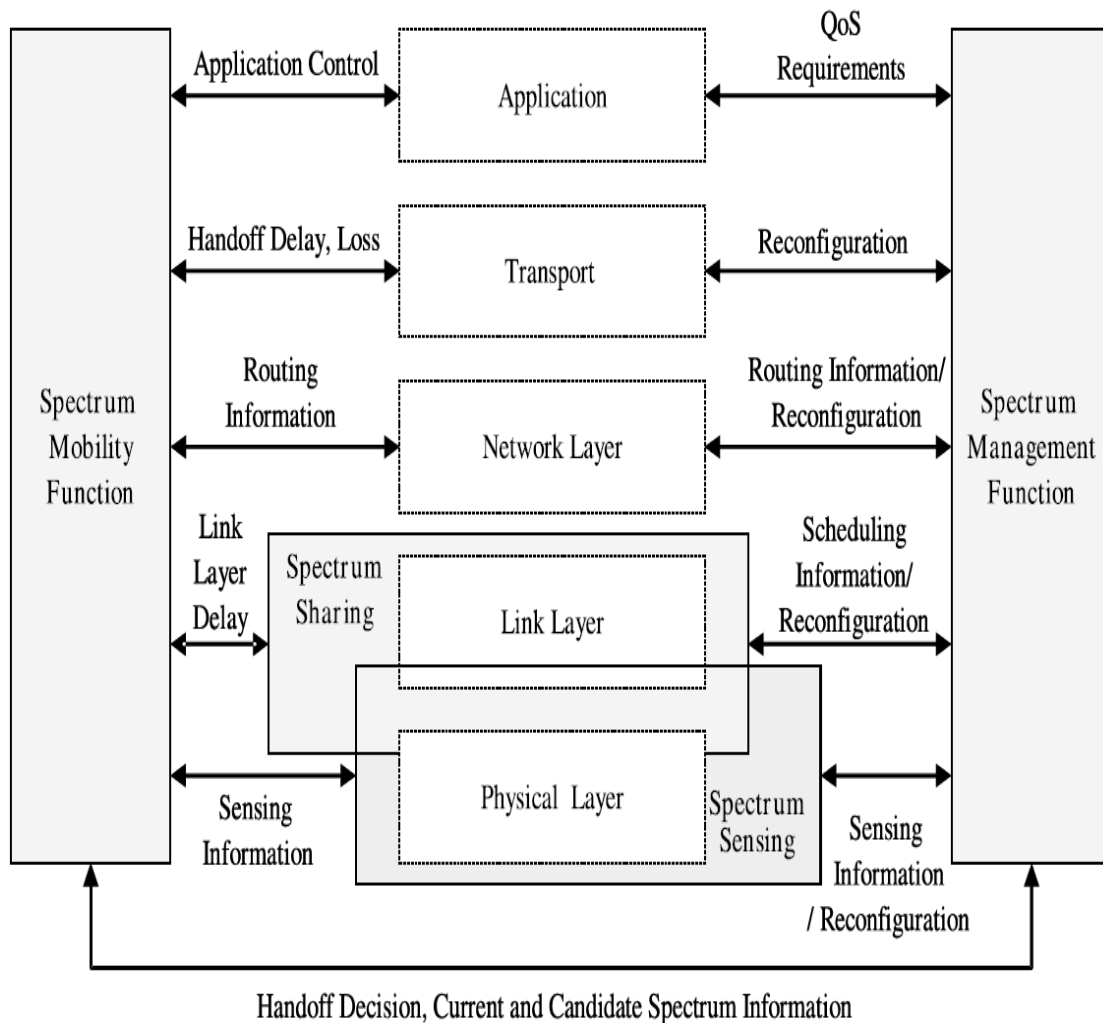 QoS
Requirements
Application Control
Application
Handoff Delay, Loss
Transport
Reconfiguration
Routing
Information
Network Layer
Routing Information/
Reconfiguration
Spectrum
Mobility
Function
Spectrum
Management
Function
Link
Layer
Delay
Spectrum
Sharing
Link Layer
Scheduling
Information/
Reconfiguration
Sensing
Information
Physical Layer
Spectrum
Sensing
Sensing
Information
/ Reconfiguration
Handoff Decision, Current and Candidate Spectrum Information